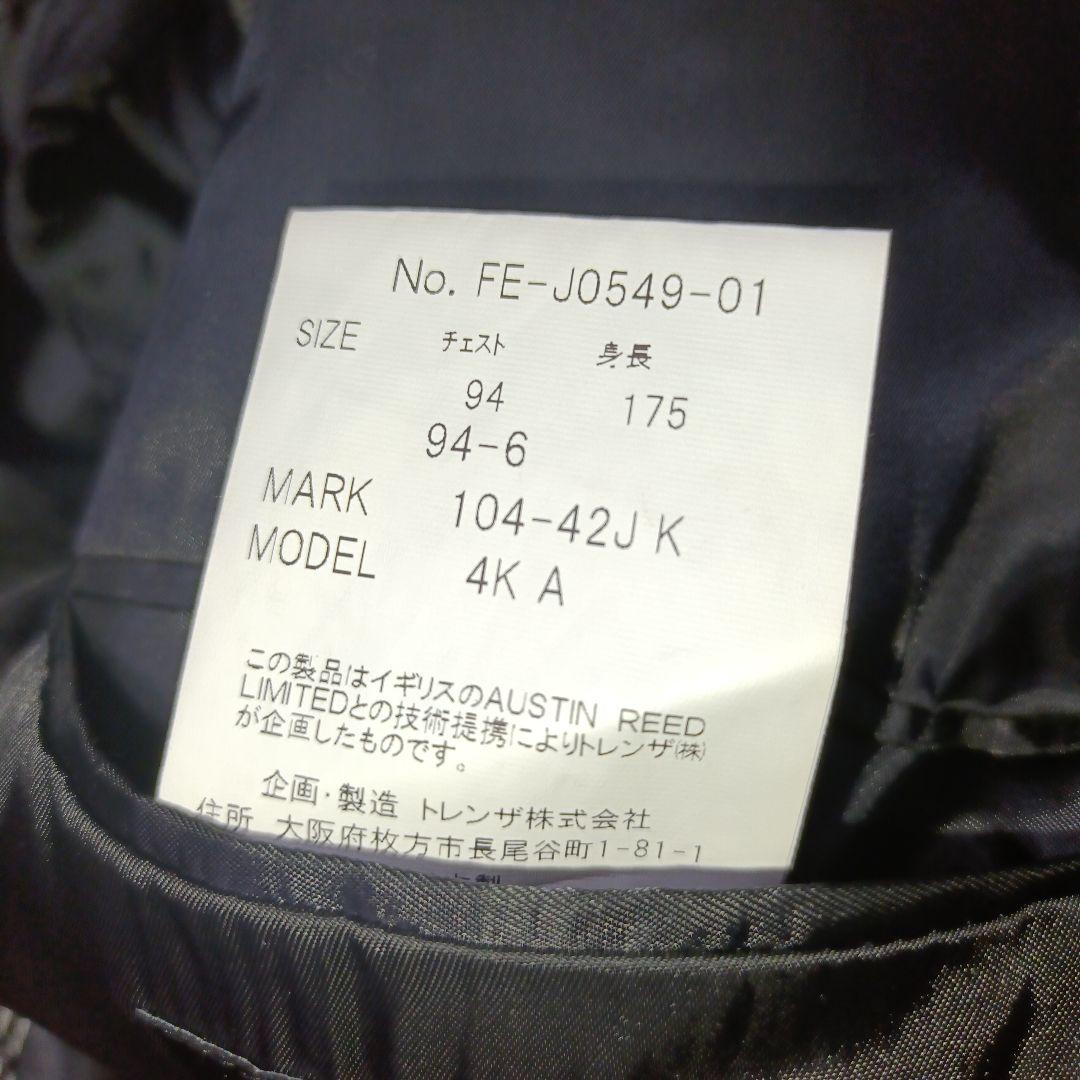 No. FE-J0549-01
SIZE チェスト 身長
94 175
94-6
MARK 104-42J K
MODEL 4K A
この製品はイギリスのAUSTIN REED
LIMITEDとの技術提携によりトレンザ(株)
が企画したものです。
企画・製造 トレンザ株式会社
住所 大阪府枚方市長尾谷町1-81-1